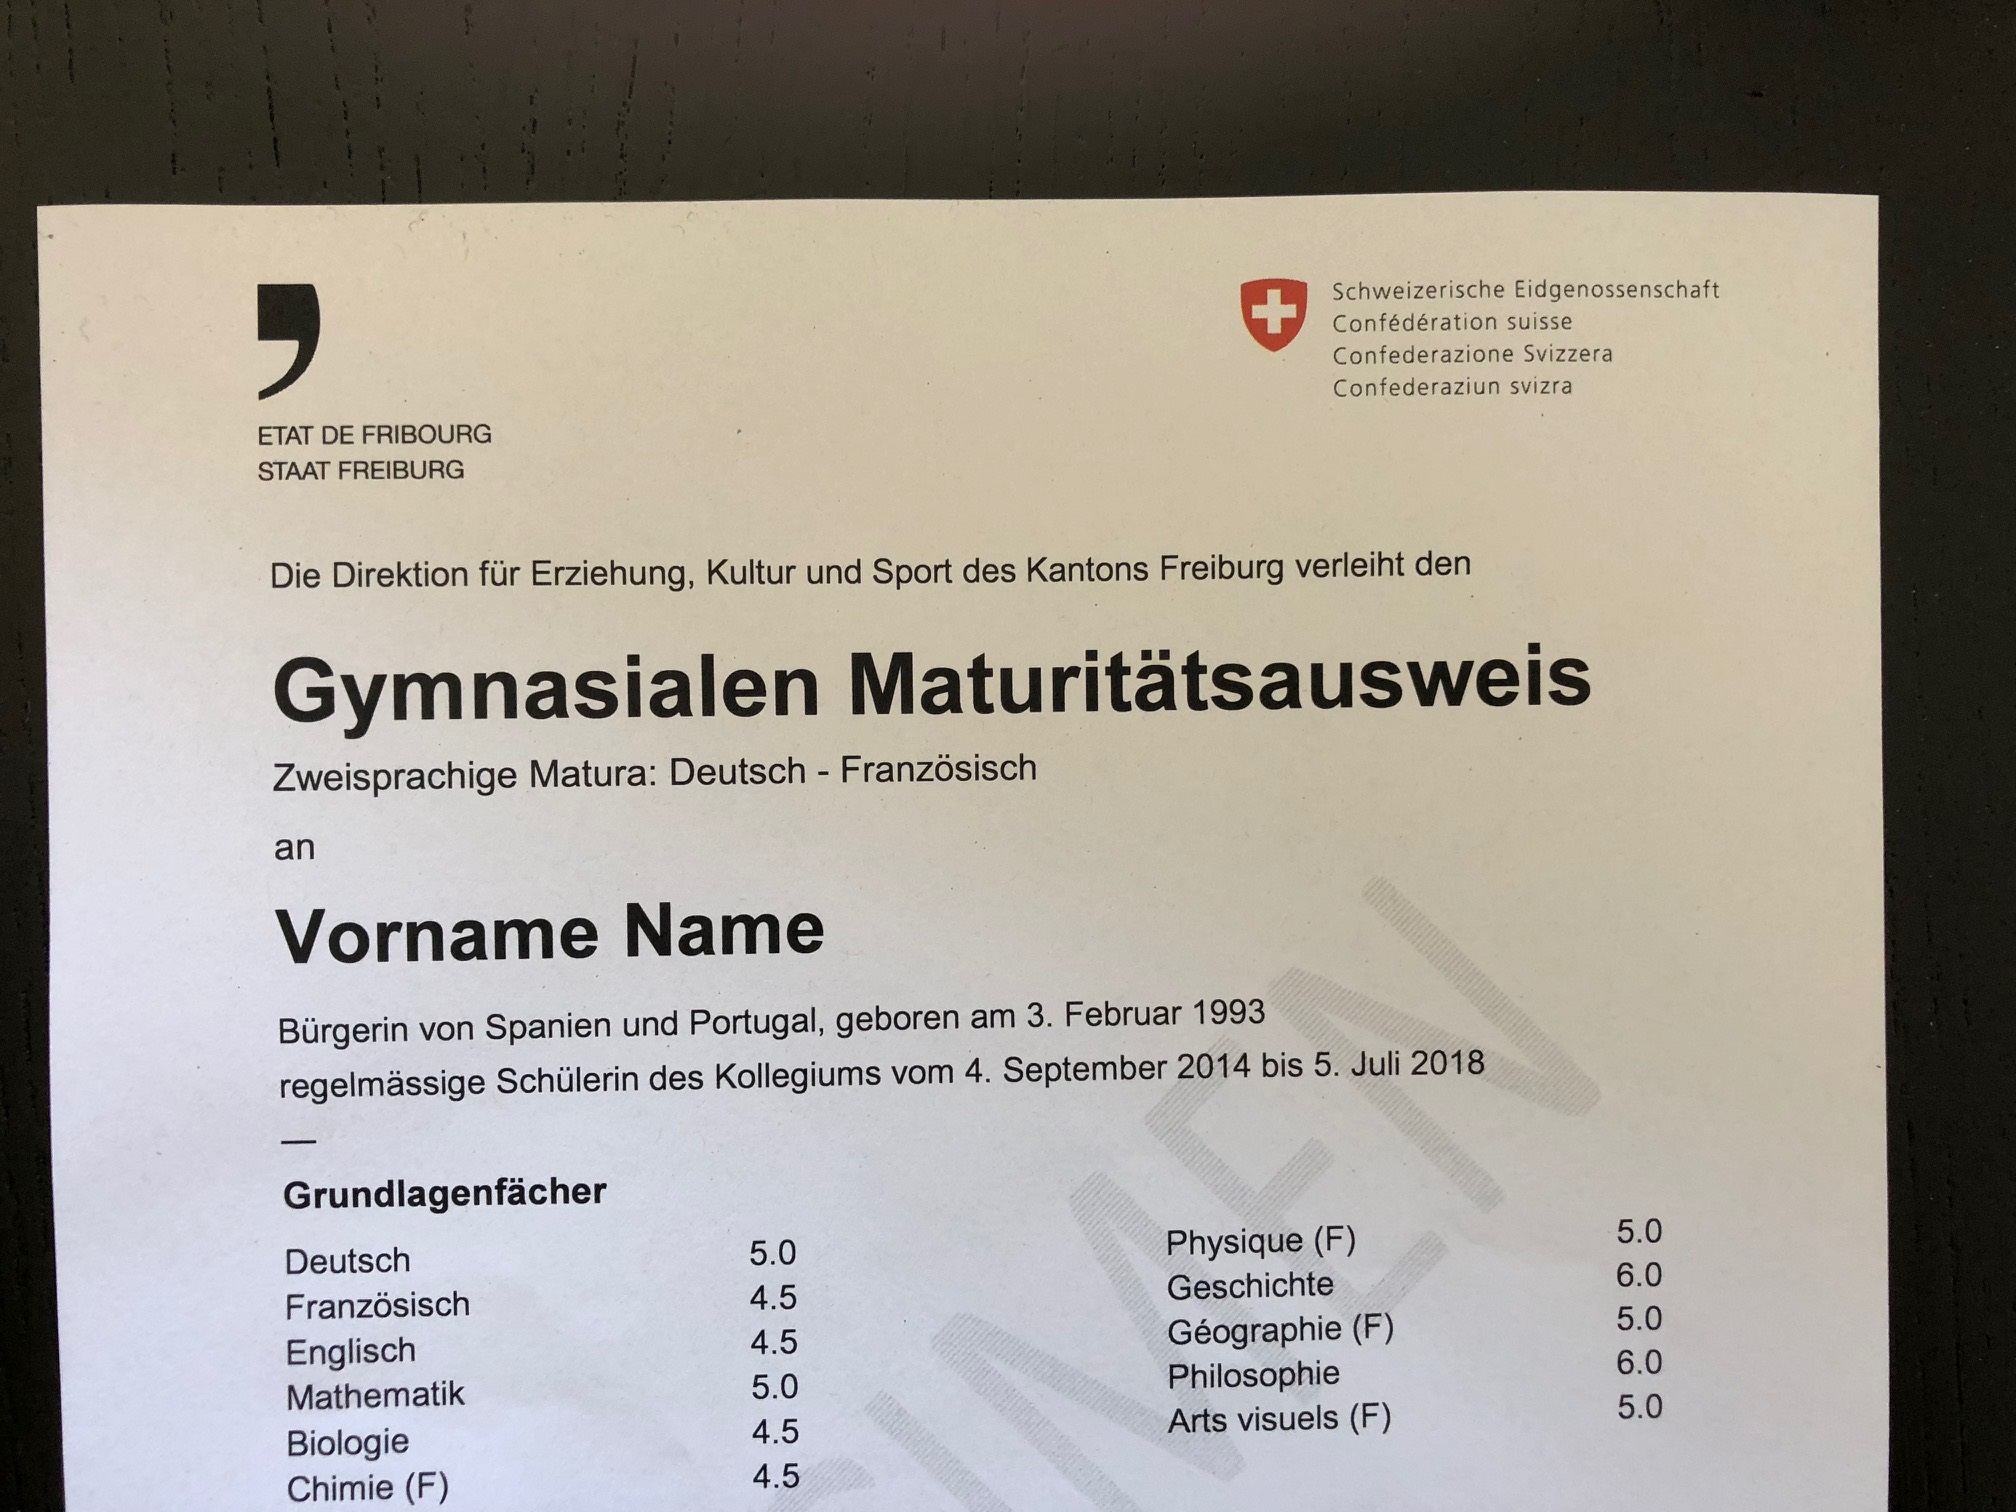 ETAT DE FRIBOURG
STAAT FREIBURG
Schweizerische Eidgenossenschaft
Confédération suisse
Confederazione Svizzera
Confederaziun svizra
Die Direktion für Erziehung, Kultur und Sport des Kantons Freiburg verleiht den
Gymnasialen Maturitätsausweis
Zweisprachige Matura: Deutsch - Französisch
an
Vorname Name
Bürgerin von Spanien und Portugal, geboren am 3. Februar 1993
regelmässige Schülerin des Kollegiums vom 4. September 2014 bis 5. Juli 2018
—
Grundlagenfächer
Deutsch 5.0
Französisch 4.5
Englisch 4.5
Mathematik 5.0
Biologie 4.5
Chimie (F) 4.5
Physique (F) 5.0
Geschichte 6.0
Géographie (F) 5.0
Philosophie 6.0
Arts visuels (F) 5.0
CIMEN